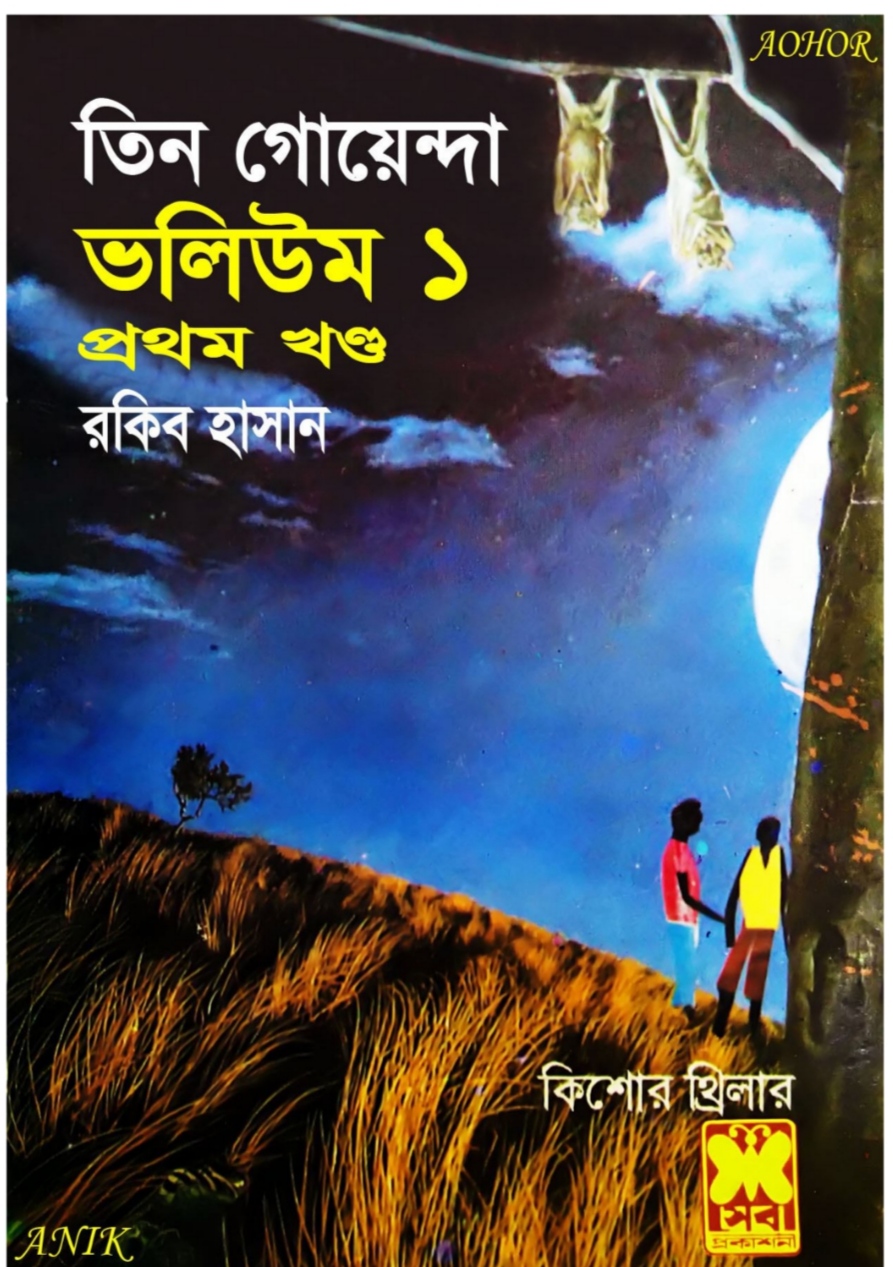 AOHOR
তিন গোয়েন্দা
ভলিউম ১
প্রথম খণ্ড
রকিব হাসান
কিশোর থ্রিলার
সেবা
প্রকাশনী
ANIK